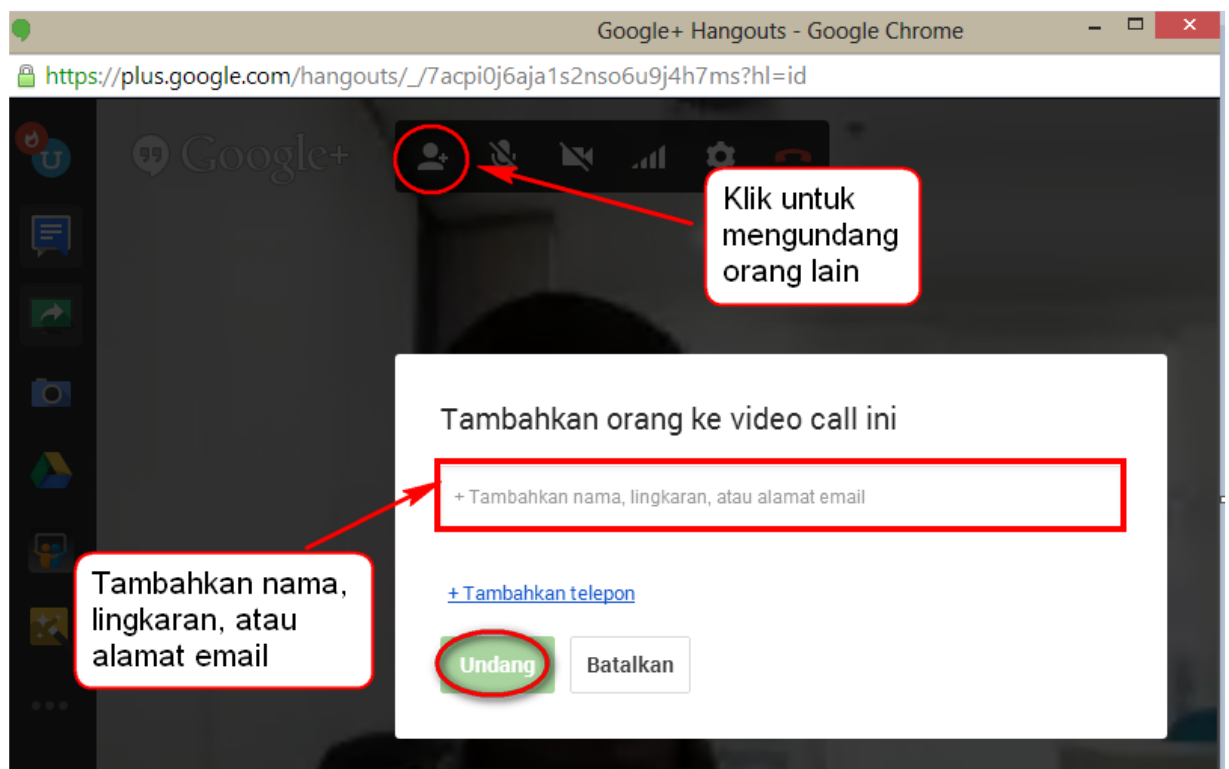 Google+ Hangouts - Google Chrome
https://plus.google.com/hangouts/_/7acpi0j6aja1s2nso6u9j4h7ms?hl=id
Google+
Klik untuk
mengundang
orang lain
Tambahkan orang ke video call ini
+ Tambahkan nama, lingkaran, atau alamat email
Tambahkan nama,
lingkaran, atau
alamat email
+ Tambahkan telepon
Undang
Batalkan